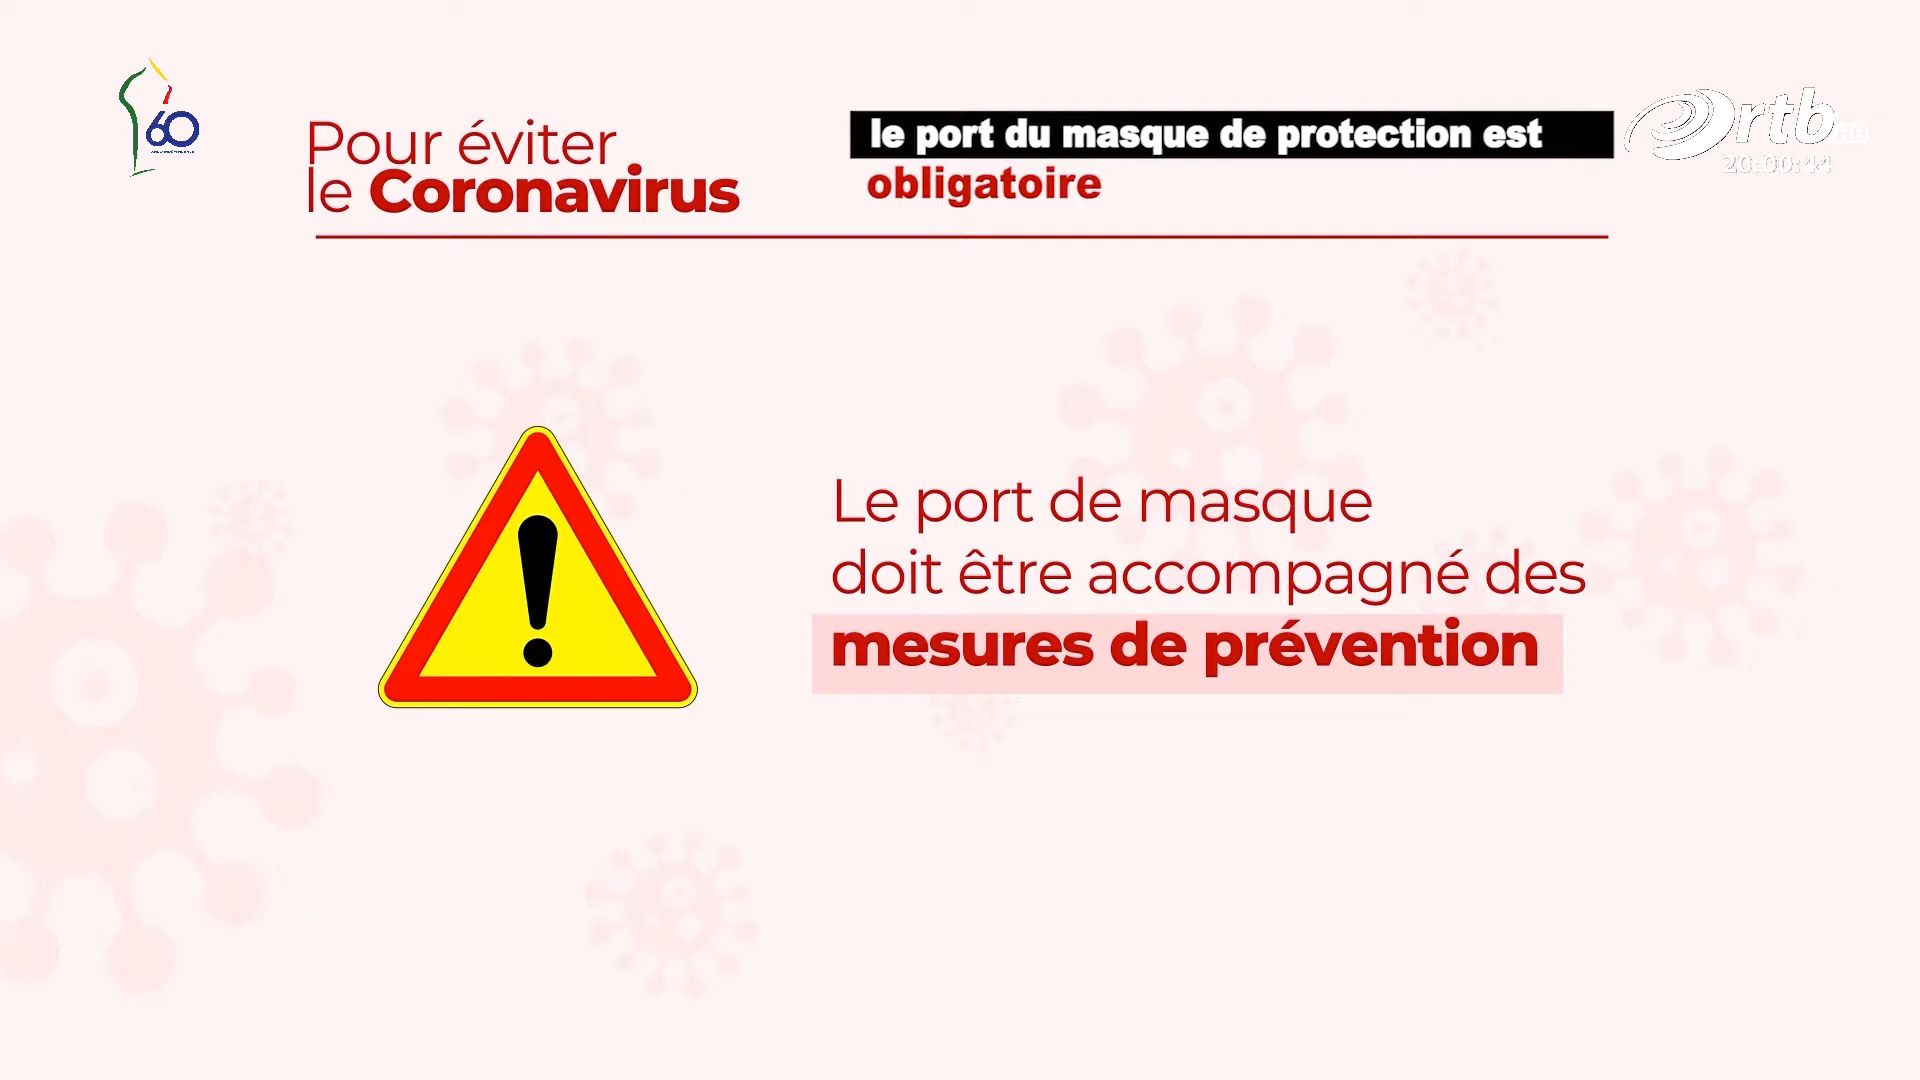 60
Pour éviter
le Coronavirus
le port du masque de protection est
obligatoire
ortb
20:00:44
Le port de masque
doit être accompagné des
mesures de prévention